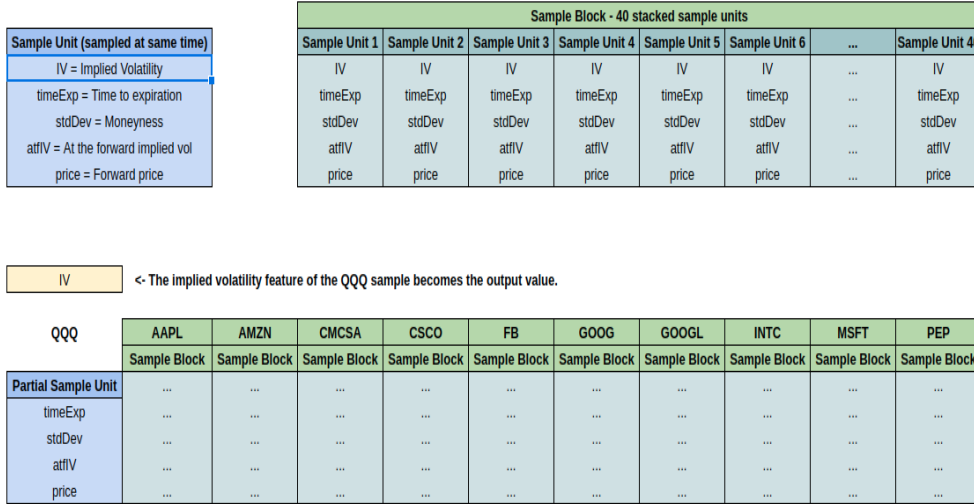 Sample Block - 40 stacked sample units
Sample Unit (sampled at same time) Sample Unit 1 Sample Unit 2 Sample Unit 3 Sample Unit 4 Sample Unit 5 Sample Unit 6 ... Sample Unit 40
IV = Implied Volatility IV IV IV IV IV IV ... IV
timeExp = Time to expiration timeExp timeExp timeExp timeExp timeExp timeExp ... timeExp
stdDev = Moneyness stdDev stdDev stdDev stdDev stdDev stdDev ... stdDev
atfIV = At the forward implied vol atfIV atfIV atfIV atfIV atfIV atfIV ... atfIV
price = Forward price price price price price price price ... price
IV <- The implied volatility feature of the QQQ sample becomes the output value.
QQQ AAPL AMZN CMCSA CSCO FB GOOG GOOGL INTC MSFT PEP
Sample Block Sample Block Sample Block Sample Block Sample Block Sample Block Sample Block Sample Block Sample Block Sample Block
Partial Sample Unit ... ... ... ... ... ... ... ... ... ...
timeExp ... ... ... ... ... ... ... ... ... ...
stdDev ... ... ... ... ... ... ... ... ... ...
atfIV ... ... ... ... ... ... ... ... ... ...
price ... ... ... ... ... ... ... ... ... ...